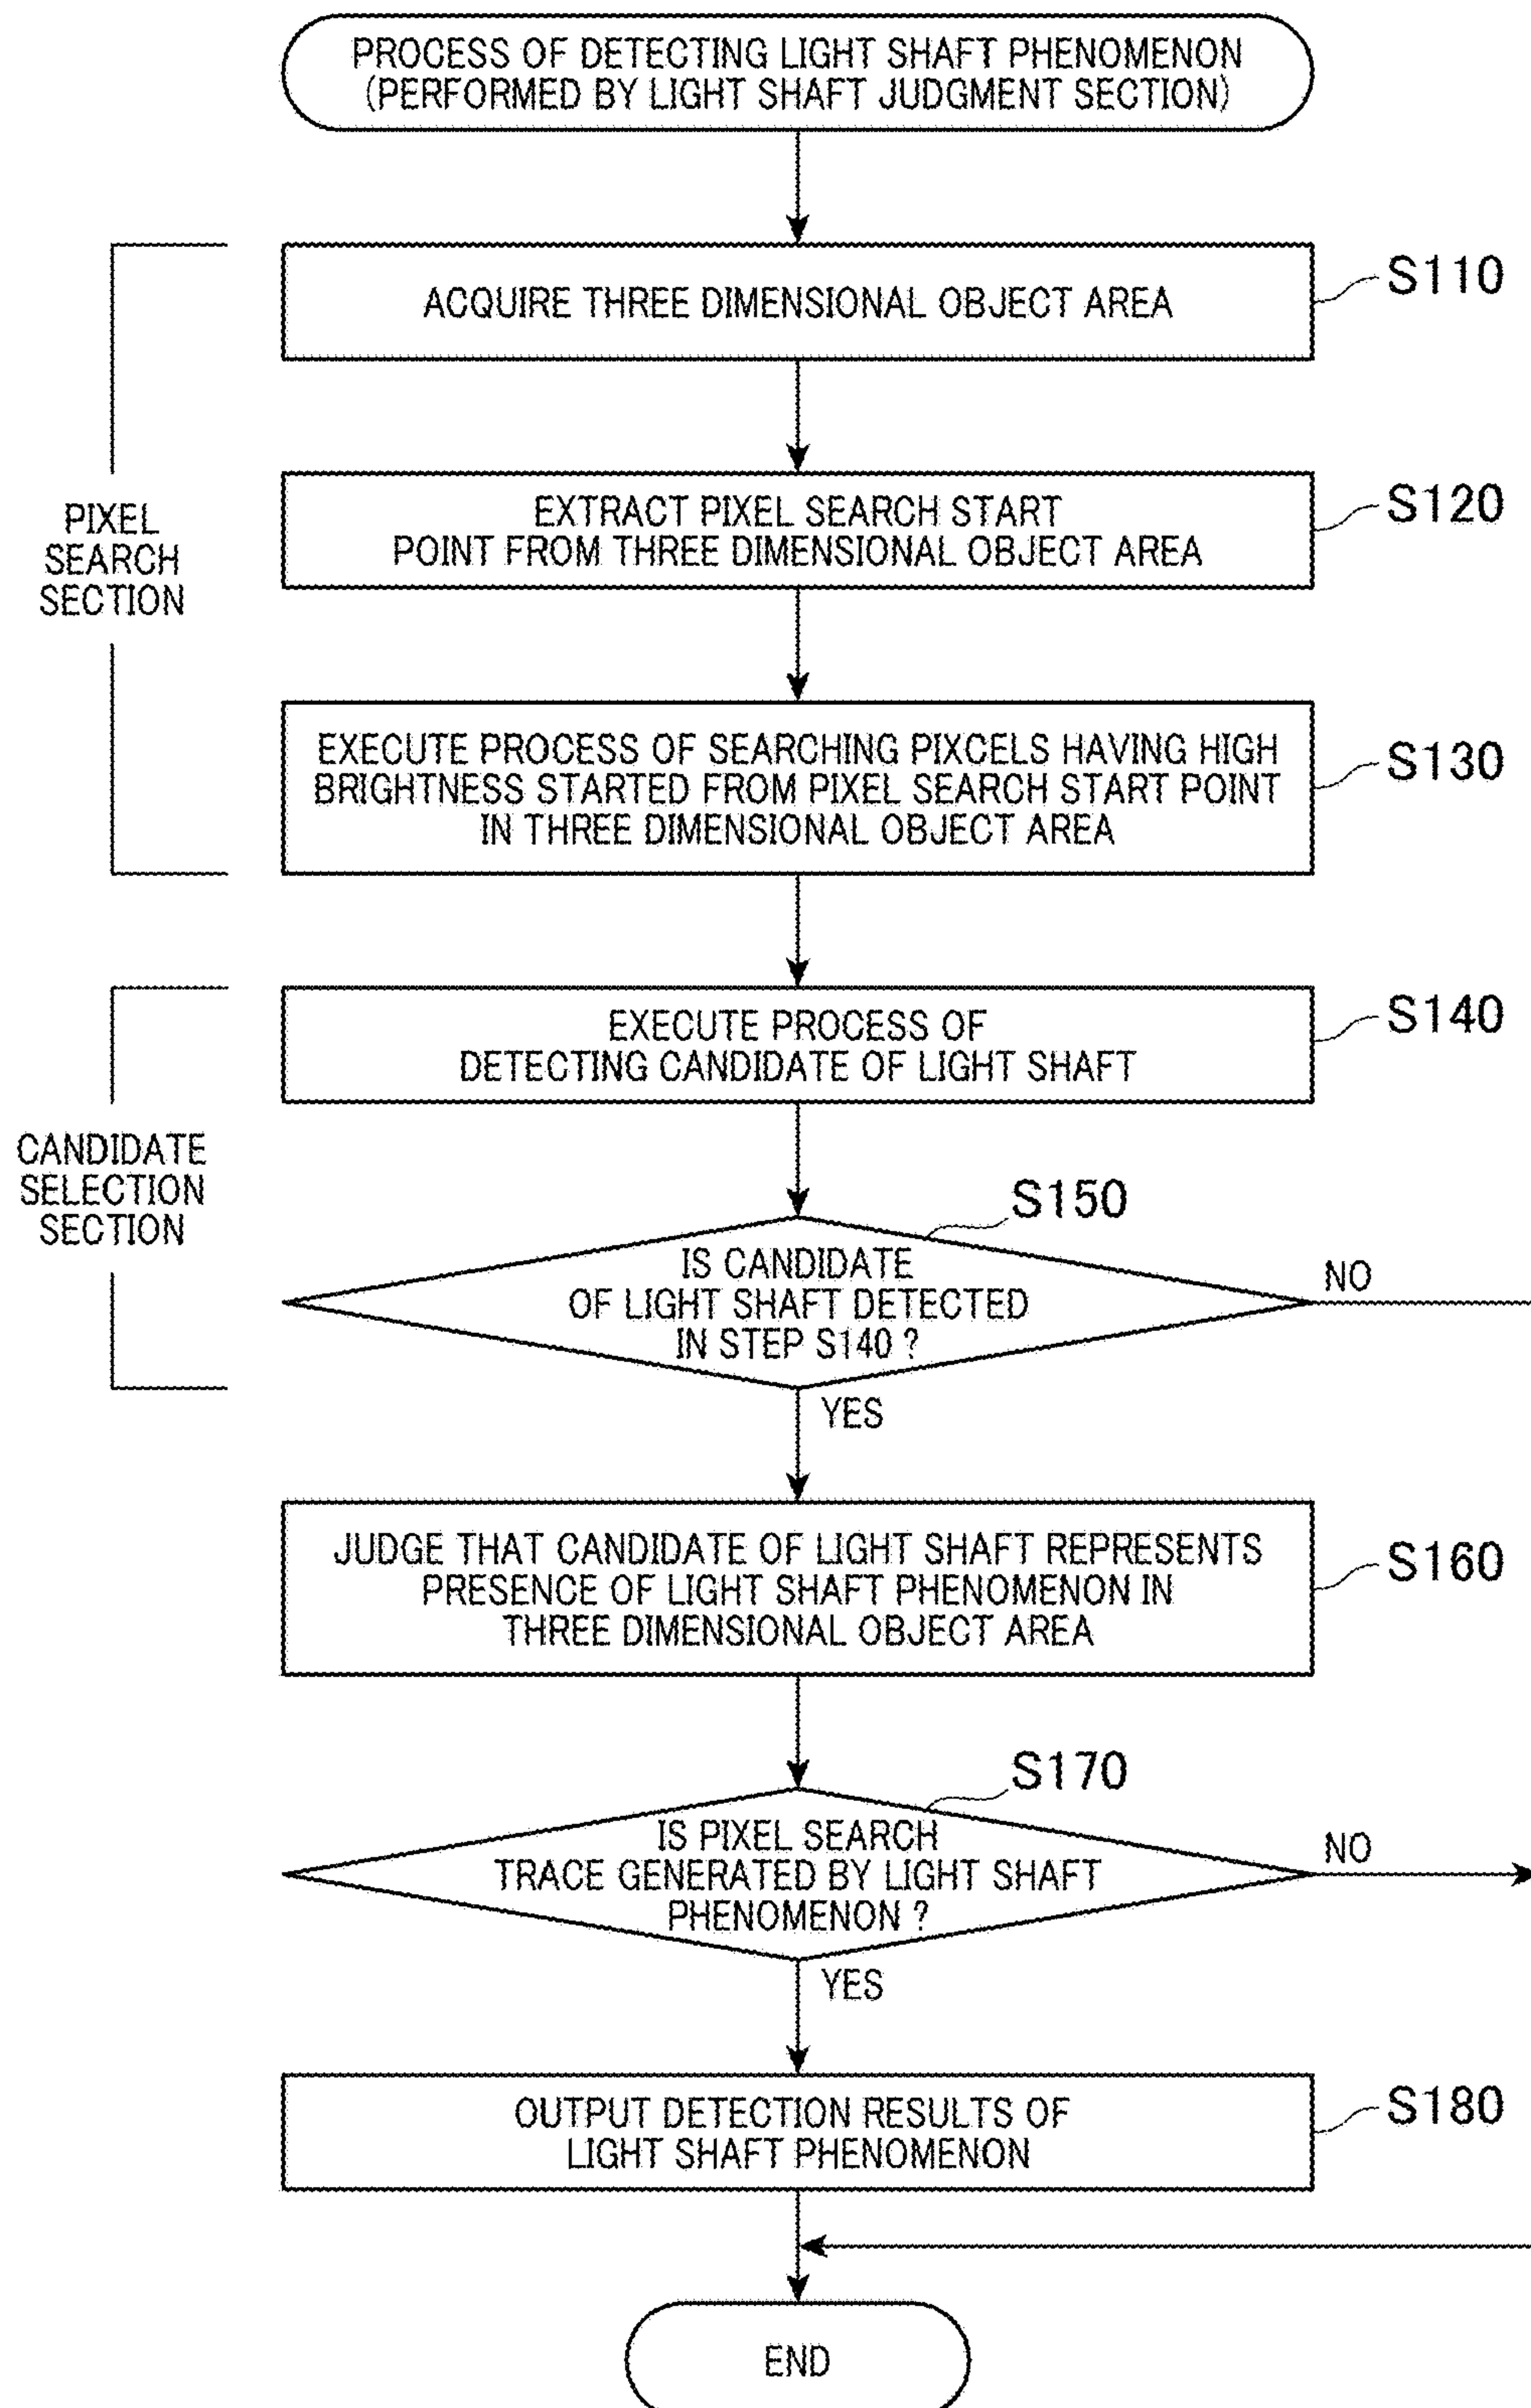 PROCESS OF DETECTING LIGHT SHAFT PHENOMENON
(PERFORMED BY LIGHT SHAFT JUDGMENT SECTION)
ACQUIRE THREE DIMENSIONAL OBJECT AREA
S110
EXTRACT PIXEL SEARCH START
POINT FROM THREE DIMENSIONAL OBJECT AREA
S120
PIXEL
SEARCH
SECTION
EXECUTE PROCESS OF SEARCHING PIXCELS HAVING HIGH
BRIGHTNESS STARTED FROM PIXEL SEARCH START POINT
IN THREE DIMENSIONAL OBJECT AREA
S130
EXECUTE PROCESS OF
DETECTING CANDIDATE OF LIGHT SHAFT
S140
CANDIDATE
SELECTION
SECTION
S150
IS CANDIDATE
OF LIGHT SHAFT DETECTED
IN STEP S140 ?
NO
YES
JUDGE THAT CANDIDATE OF LIGHT SHAFT REPRESENTS
PRESENCE OF LIGHT SHAFT PHENOMENON IN
THREE DIMENSIONAL OBJECT AREA
S160
S170
IS PIXEL SEARCH
TRACE GENERATED BY LIGHT SHAFT
PHENOMENON ?
NO
YES
OUTPUT DETECTION RESULTS OF
LIGHT SHAFT PHENOMENON
S180
END